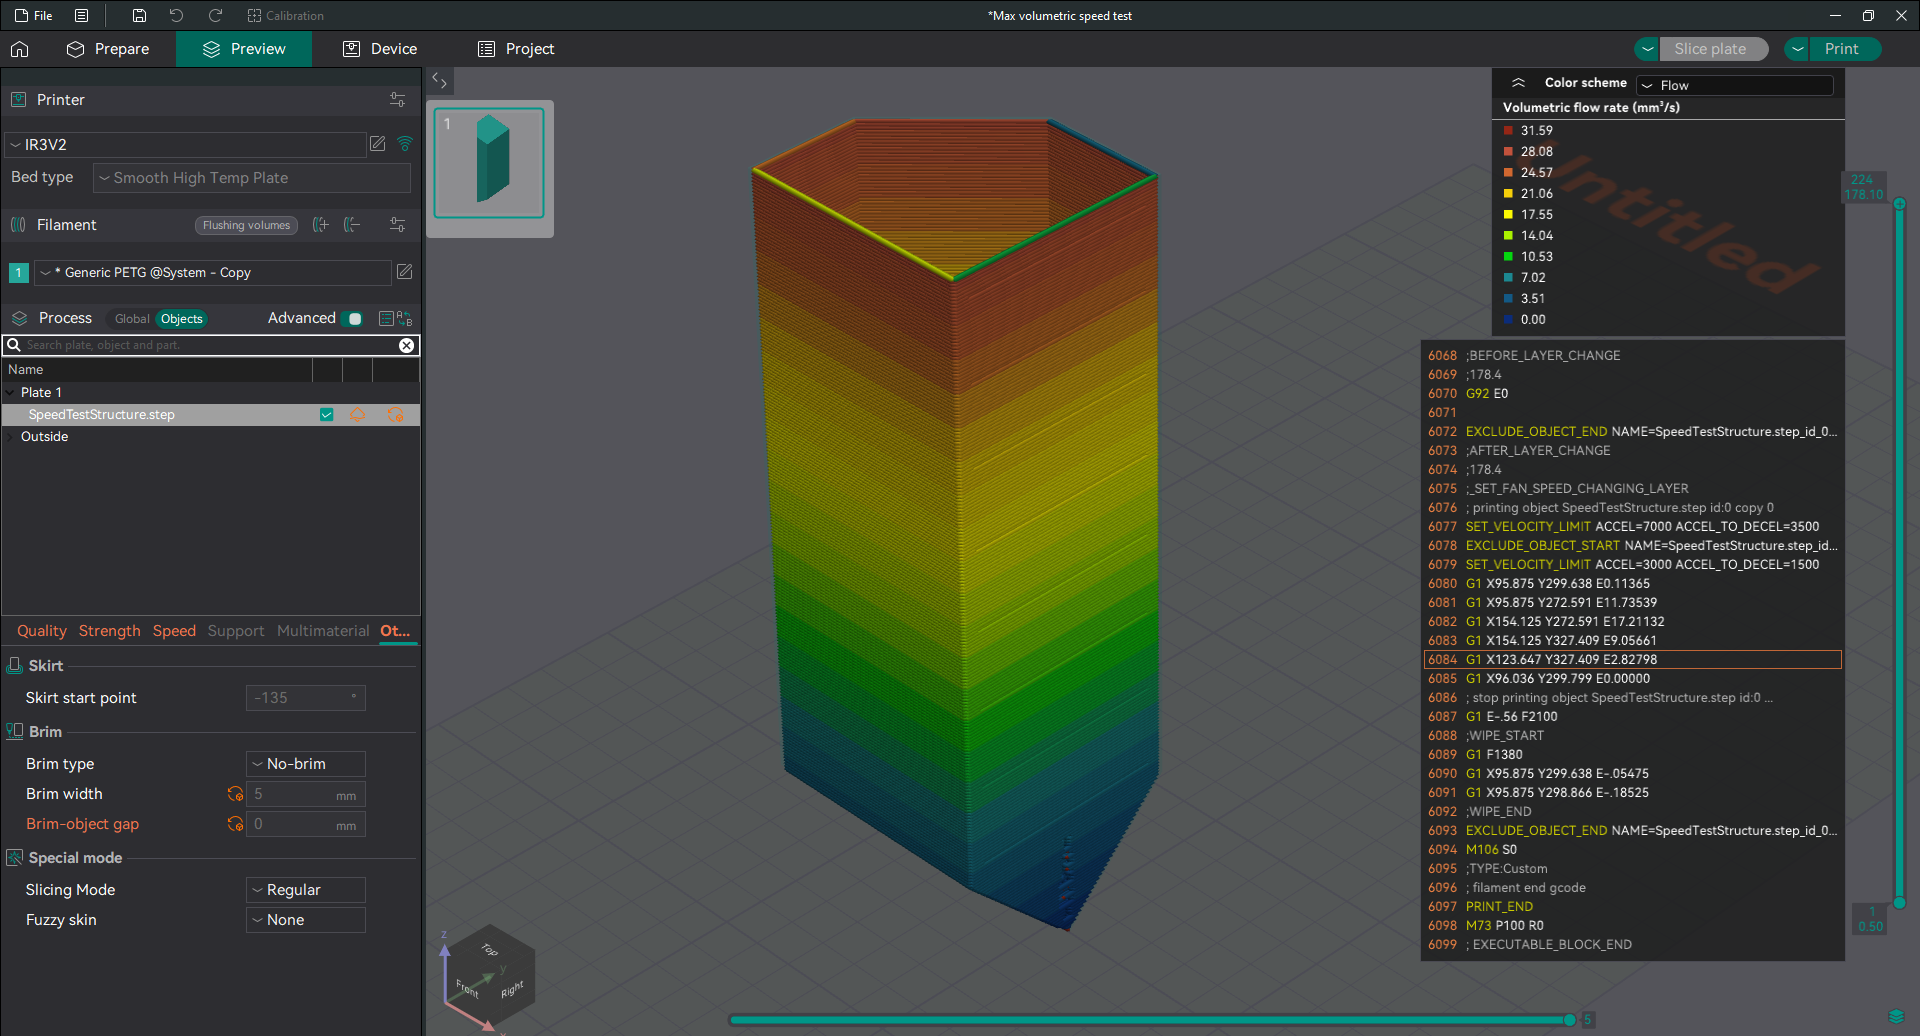 File
Calibration
*Max volumetric speed test
Prepare
Preview
Device
Project
Slice plate
Print
Printer
IR3V2
Bed type
Smooth High Temp Plate
Filament
Flushing volumes
1
* Generic PETG @System - Copy
Process
Global
Objects
Advanced
Search plate, object and part.
Name
Plate 1
SpeedTestStructure.step
Outside
Quality
Strength
Speed
Support
Multimaterial
Ot...
Skirt
Skirt start point
-135
°
Brim
Brim type
No-brim
Brim width
5
mm
Brim-object gap
0
mm
Special mode
Slicing Mode
Regular
Fuzzy skin
None
1
Color scheme
Flow
Volumetric flow rate (mm³/s)
31.59
28.08
24.57
21.06
17.55
14.04
10.53
7.02
3.51
0.00
Untitled
224
178.10
6068 ;BEFORE_LAYER_CHANGE
6069 ;178.4
6070 G92 E0
6071
6072 EXCLUDE_OBJECT_END NAME=SpeedTestStructure.step_id_0...
6073 ;AFTER_LAYER_CHANGE
6074 ;178.4
6075 ;_SET_FAN_SPEED_CHANGING_LAYER
6076 ; printing object SpeedTestStructure.step id:0 copy 0
6077 SET_VELOCITY_LIMIT ACCEL=7000 ACCEL_TO_DECEL=3500
6078 EXCLUDE_OBJECT_START NAME=SpeedTestStructure.step_id...
6079 SET_VELOCITY_LIMIT ACCEL=3000 ACCEL_TO_DECEL=1500
6080 G1 X95.875 Y299.638 E0.11365
6081 G1 X95.875 Y272.591 E11.73539
6082 G1 X154.125 Y272.591 E17.21132
6083 G1 X154.125 Y327.409 E9.05661
6084 G1 X123.647 Y327.409 E2.82798
6085 G1 X96.036 Y299.799 E0.00000
6086 ; stop printing object SpeedTestStructure.step id:0 ...
6087 G1 E-.56 F2100
6088 ;WIPE_START
6089 G1 F1380
6090 G1 X95.875 Y299.638 E-.05475
6091 G1 X95.875 Y298.866 E-.18525
6092 ;WIPE_END
6093 EXCLUDE_OBJECT_END NAME=SpeedTestStructure.step_id_0...
6094 M106 S0
6095 ;TYPE:Custom
6096 ; filament end gcode
6097 PRINT_END
6098 M73 P100 R0
6099 ; EXECUTABLE_BLOCK_END
1
0.50
z
Top
y
Front
Right
x
5